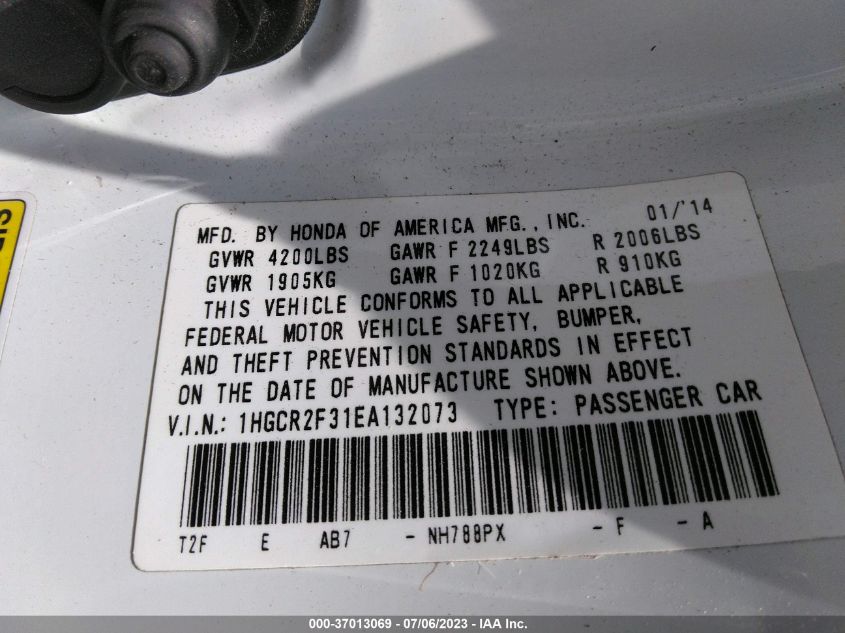 MFD. BY HONDA OF AMERICA MFG., INC. 01/'14
GVWR 4200LBS GAWR F 2249LBS R 2006LBS
GVWR 1905KG GAWR F 1020KG R 910KG
THIS VEHICLE CONFORMS TO ALL APPLICABLE
FEDERAL MOTOR VEHICLE SAFETY, BUMPER,
AND THEFT PREVENTION STANDARDS IN EFFECT
ON THE DATE OF MANUFACTURE SHOWN ABOVE.
V.I.N.: 1HGCR2F31EA132073 TYPE: PASSENGER CAR
T2F E AB7 - NH788PX - F - A
000-37013069 - 07/06/2023 - IAA Inc.